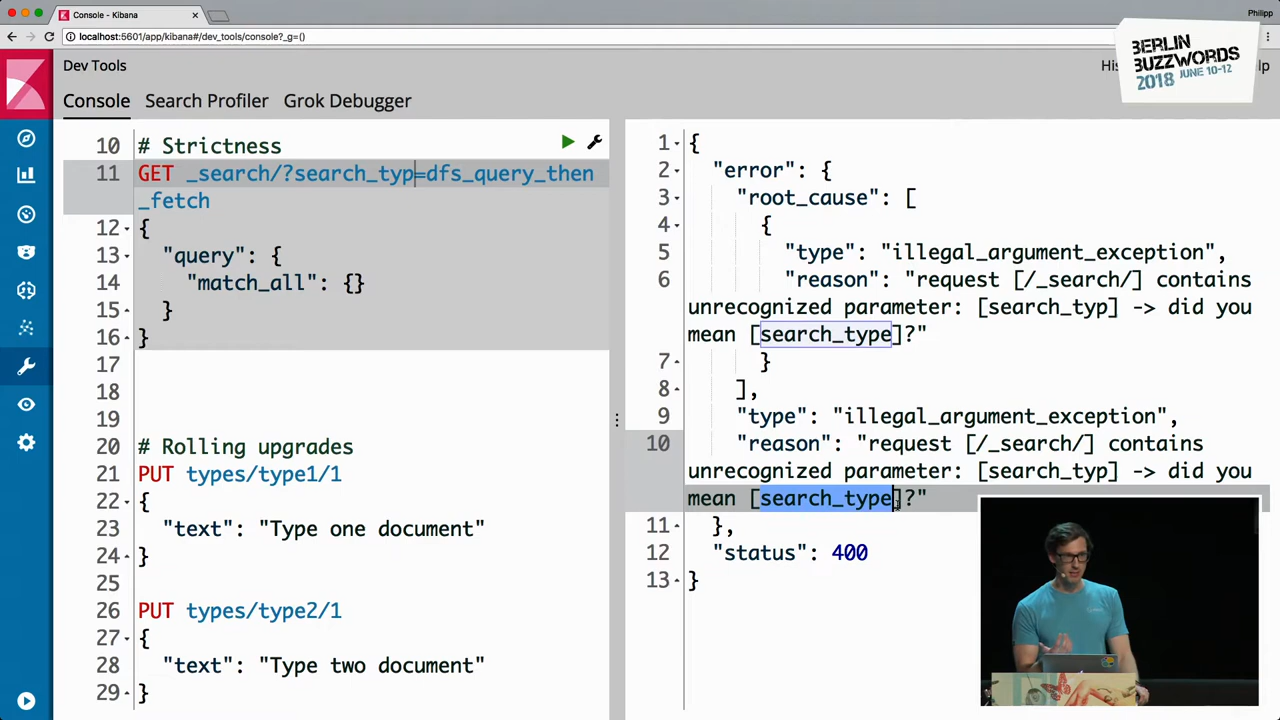 Console - Kibana
Philipp
localhost:5601/app/kibana#/dev_tools/console?_g=()
BERLIN
BUZZWORDS
2018 JUNE 10-12
Dev Tools
Console
Search Profiler
Grok Debugger
10 # Strictness
11 GET _search/?search_typ=dfs_query_then
_fetch
12 {
13 "query": {
14 "match_all": {}
15 }
16 }
17
18
19
20 # Rolling upgrades
21 PUT types/type1/1
22 {
23 "text": "Type one document"
24 }
25
26 PUT types/type2/1
27 {
28 "text": "Type two document"
29 }
1 {
2 "error": {
3 "root_cause": [
4 {
5 "type": "illegal_argument_exception",
6 "reason": "request [/_search/] contains
unrecognized parameter: [search_typ] -> did you
mean [search_type]?"
7 }
8 ],
9 "type": "illegal_argument_exception",
10 "reason": "request [/_search/] contains
unrecognized parameter: [search_typ] -> did you
mean [search_type]?"
11 },
12 "status": 400
13 }